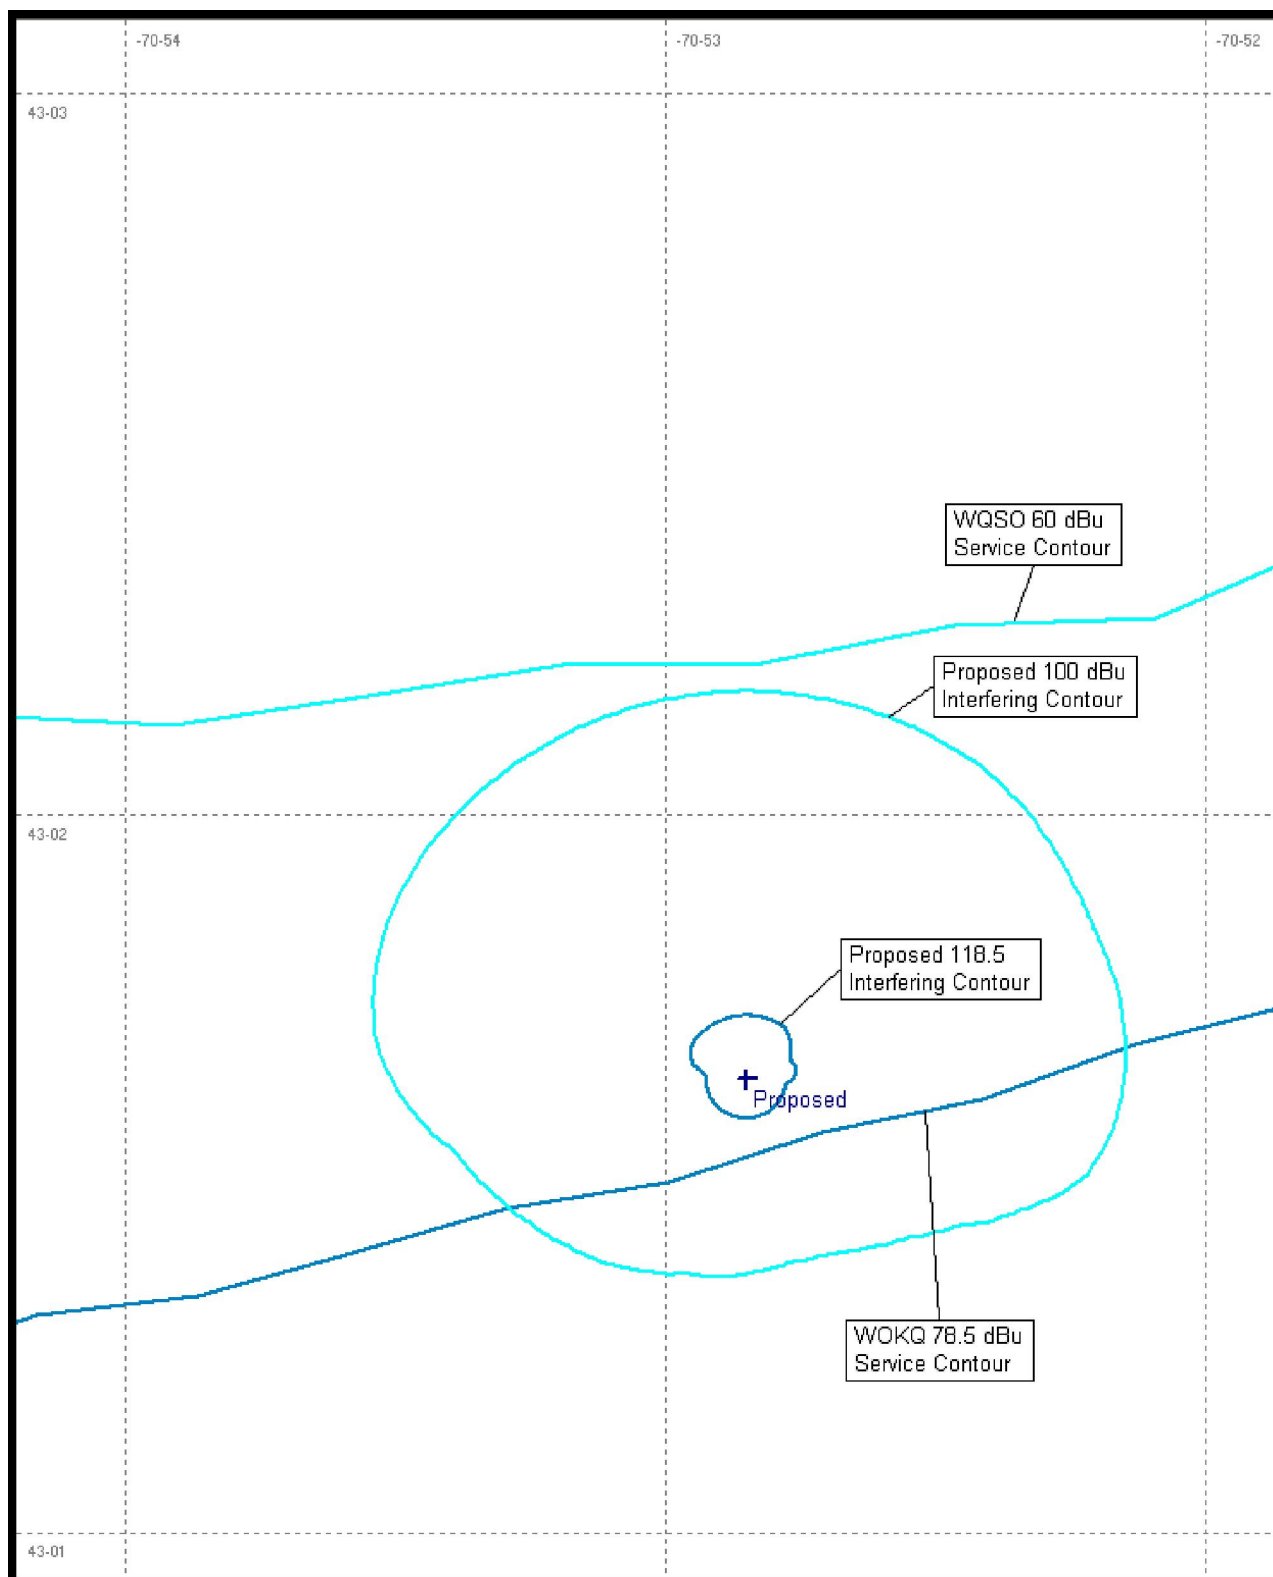 -70-54
-70-53
-70-52
43-03
WQSO 60 dBu
Service Contour
Proposed 100 dBu
Interfering Contour
43-02
Proposed 118.5
Interfering Contour
Proposed
WOKQ 78.5 dBu
Service Contour
43-01